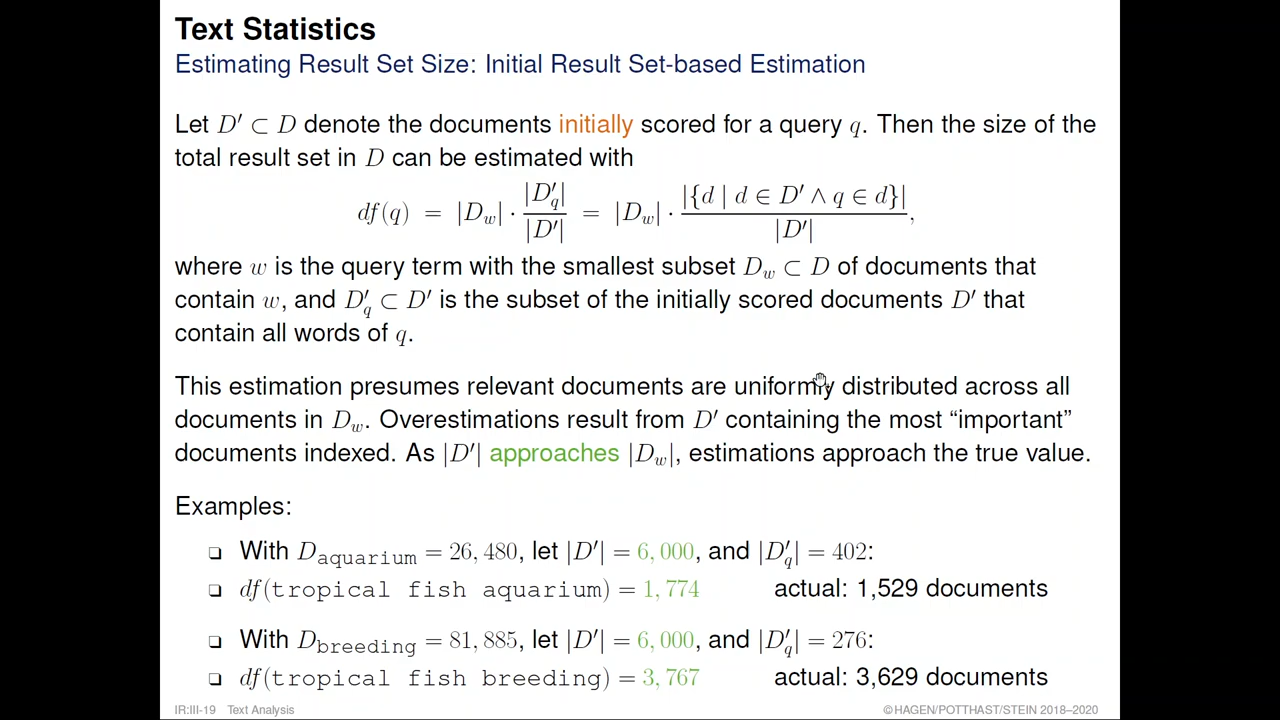 Text Statistics
Estimating Result Set Size: Initial Result Set-based Estimation
Let D′ ⊂ D denote the documents initially scored for a query q. Then the size of the
total result set in D can be estimated with
df(q) = |D_w| · |D′_q| / |D′| = |D_w| · |{d | d ∈ D′ ∧ q ∈ d}| / |D′|,
where w is the query term with the smallest subset D_w ⊂ D of documents that
contain w, and D′_q ⊂ D′ is the subset of the initially scored documents D′ that
contain all words of q.
This estimation presumes relevant documents are uniformly distributed across all
documents in D_w. Overestimations result from D′ containing the most “important”
documents indexed. As |D′| approaches |D_w|, estimations approach the true value.
Examples:
❏ With D_aquarium = 26,480, let |D′| = 6,000, and |D′_q| = 402:
❏ df(tropical fish aquarium) = 1,774 actual: 1,529 documents
❏ With D_breeding = 81,885, let |D′| = 6,000, and |D′_q| = 276:
❏ df(tropical fish breeding) = 3,767 actual: 3,629 documents
IR:III-19 Text Analysis ©HAGEN/POTTHAST/STEIN 2018–2020